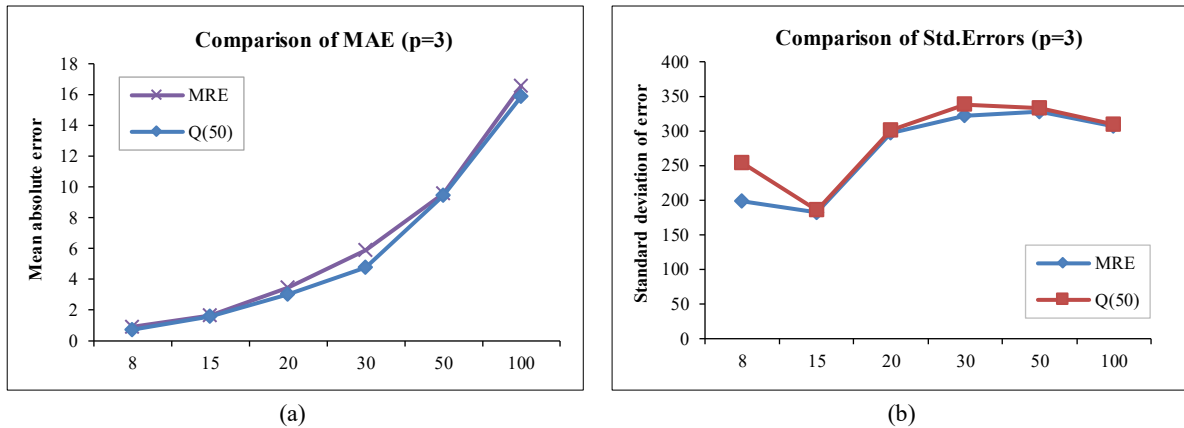 Comparison of MAE (p=3)
Mean absolute error
18
16
14
12
10
8
6
4
2
0
MRE
Q(50)
8 15 20 30 50 100
(a)
Comparison of Std.Errors (p=3)
Standard deviation of error
400
350
300
250
200
150
100
50
0
MRE
Q(50)
8 15 20 30 50 100
(b)